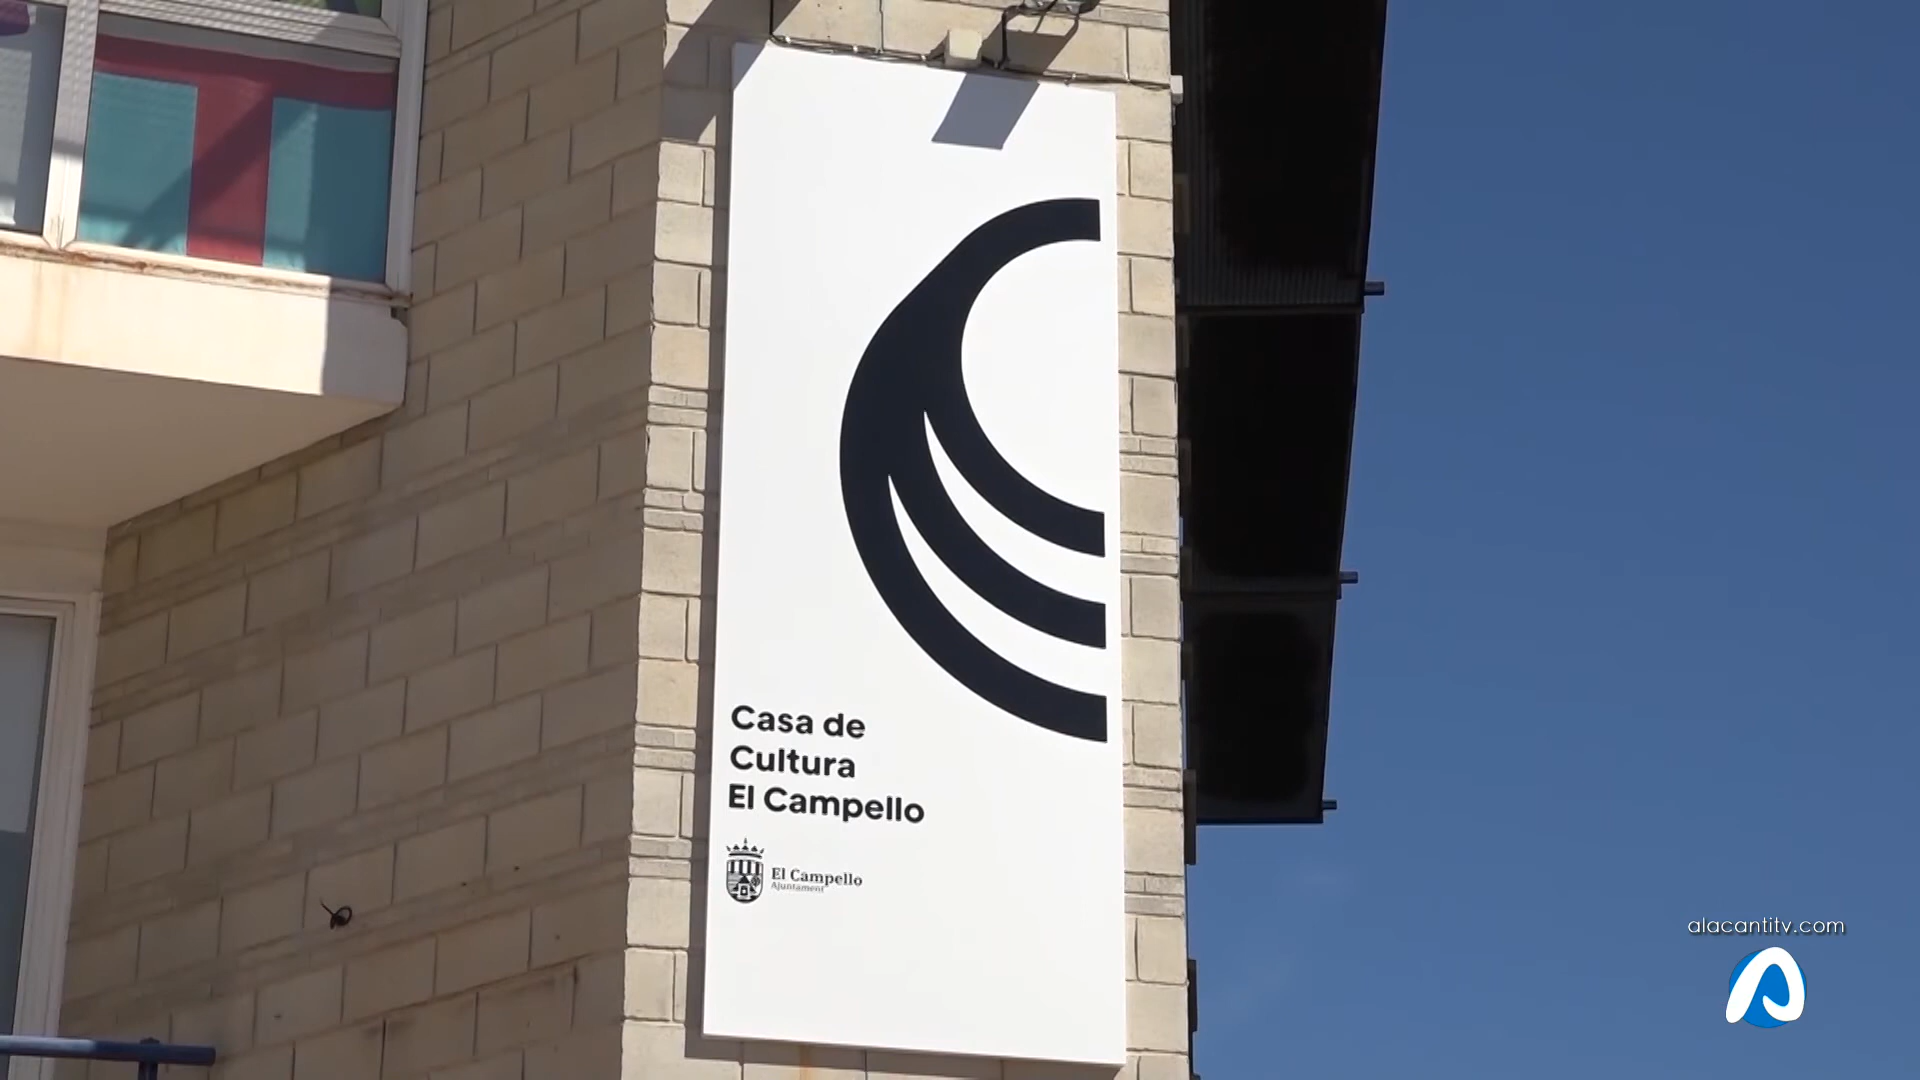 Casa de
Cultura
El Campello
El Campello
Ajuntament
alacantitv.com